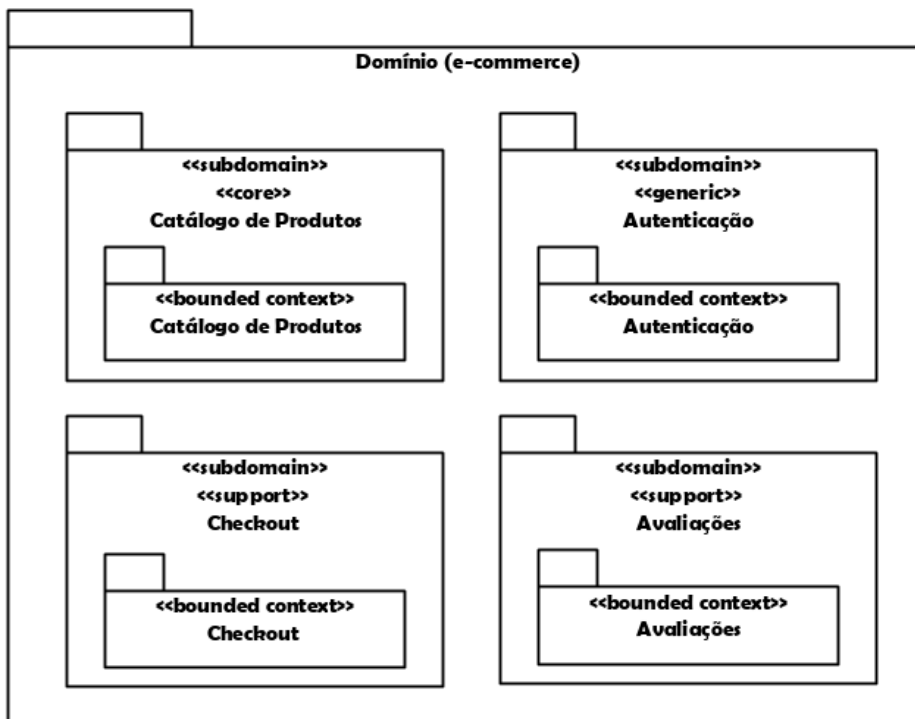 Domínio (e-commerce)
<<subdomain>>
<<core>>
Catálogo de Produtos
<<bounded context>>
Catálogo de Produtos
<<subdomain>>
<<generic>>
Autenticação
<<bounded context>>
Autenticação
<<subdomain>>
<<support>>
Checkout
<<bounded context>>
Checkout
<<subdomain>>
<<support>>
Avaliações
<<bounded context>>
Avaliações